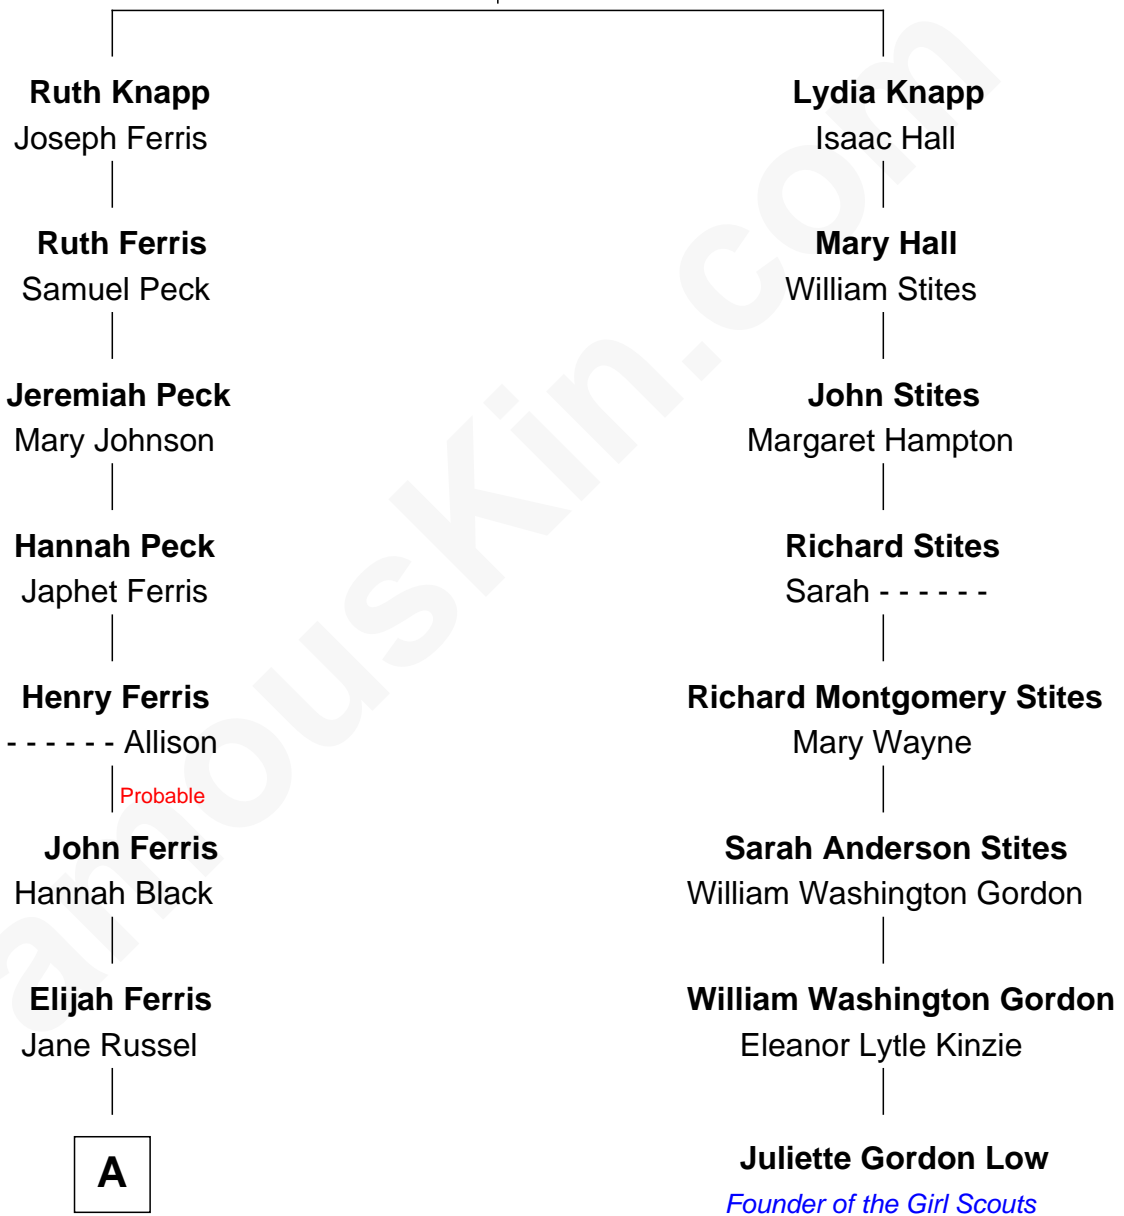 Ruth Knapp
Joseph Ferris
Ruth Ferris
Samuel Peck
Jeremiah Peck
Mary Johnson
Hannah Peck
Japhet Ferris
Henry Ferris
- - - - - - Allison
Probable
John Ferris
Hannah Black
Elijah Ferris
Jane Russel
A
Lydia Knapp
Isaac Hall
Mary Hall
William Stites
John Stites
Margaret Hampton
Richard Stites
Sarah - - - - - -
Richard Montgomery Stites
Mary Wayne
Sarah Anderson Stites
William Washington Gordon
William Washington Gordon
Eleanor Lytle Kinzie
Juliette Gordon Low
Founder of the Girl Scouts
amousKin.com